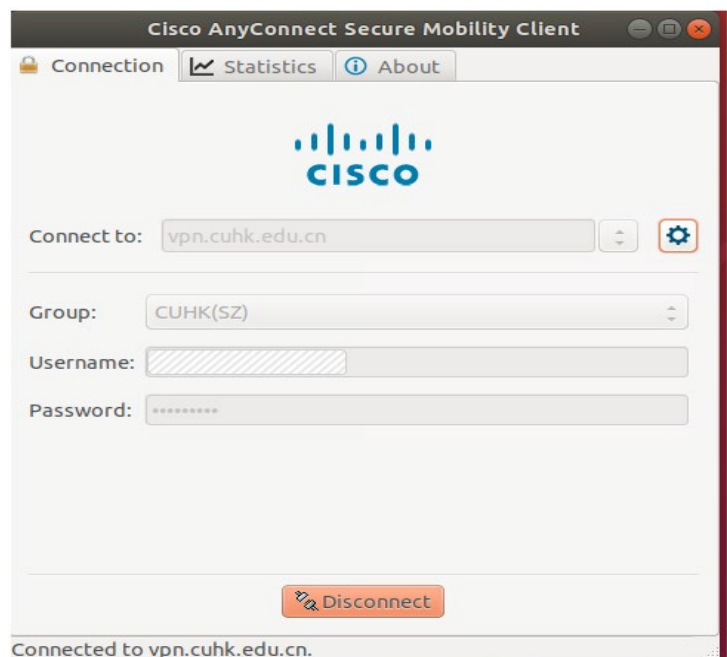 Cisco AnyConnect Secure Mobility Client
Connection Statistics About
CISCO
Connect to: vpn.cuhk.edu.cn
Group: CUHK(SZ)
Username:
Password: •••••••••
Disconnect
Connected to vpn.cuhk.edu.cn.